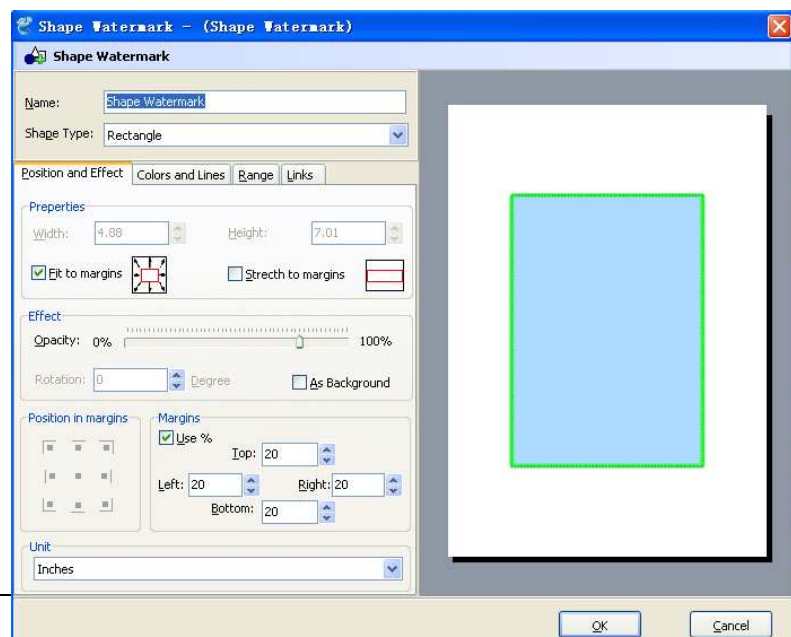 Shape Watermark - (Shape Watermark)
Shape Watermark
Name: Shape Watermark
Shape Type: Rectangle
Position and Effect Colors and Lines Range Links
Preperties
Width: 4.88 Height: 7.01
Fit to margins Strecth to margins
Effect
Opacity: 0% 100%
Rotation: 0 Degree As Background
Position in margins Margins
Use %
Top: 20
Left: 20 Right: 20
Bottom: 20
Unit
Inches
OK Cancel